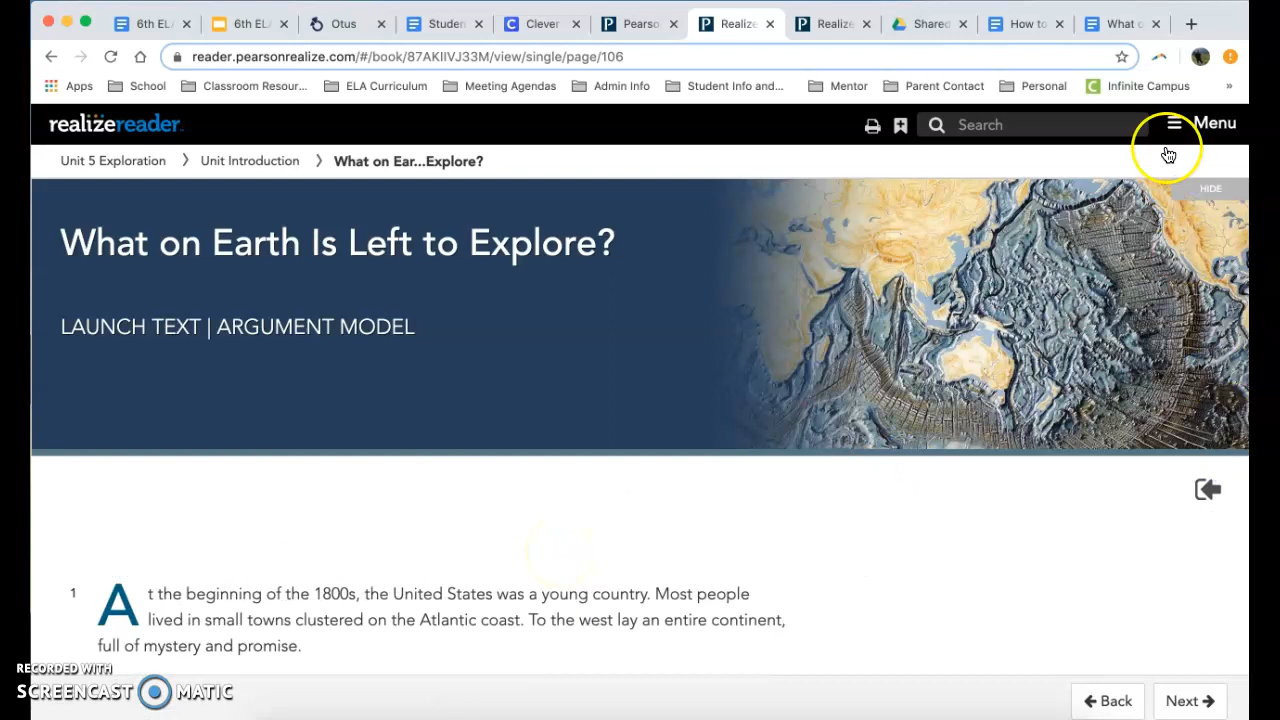 6th EL
6th EL
Otus
Studen
Clever
Pearso
Realize
Realize
Shared
How to
What o
reader.pearsonrealize.com/#/book/87AKIIVJ33M/view/single/page/106
Apps School Classroom Resour... ELA Curriculum Meeting Agendas Admin Info Student Info and... Mentor Parent Contact Personal Infinite Campus »
realizereader
Search
Menu
Unit 5 Exploration > Unit Introduction > What on Ear...Explore?
HIDE
What on Earth Is Left to Explore?
LAUNCH TEXT | ARGUMENT MODEL
1 At the beginning of the 1800s, the United States was a young country. Most people
lived in small towns clustered on the Atlantic coast. To the west lay an entire continent,
full of mystery and promise.
RECORDED WITH
SCREENCAST MATIC
Back Next